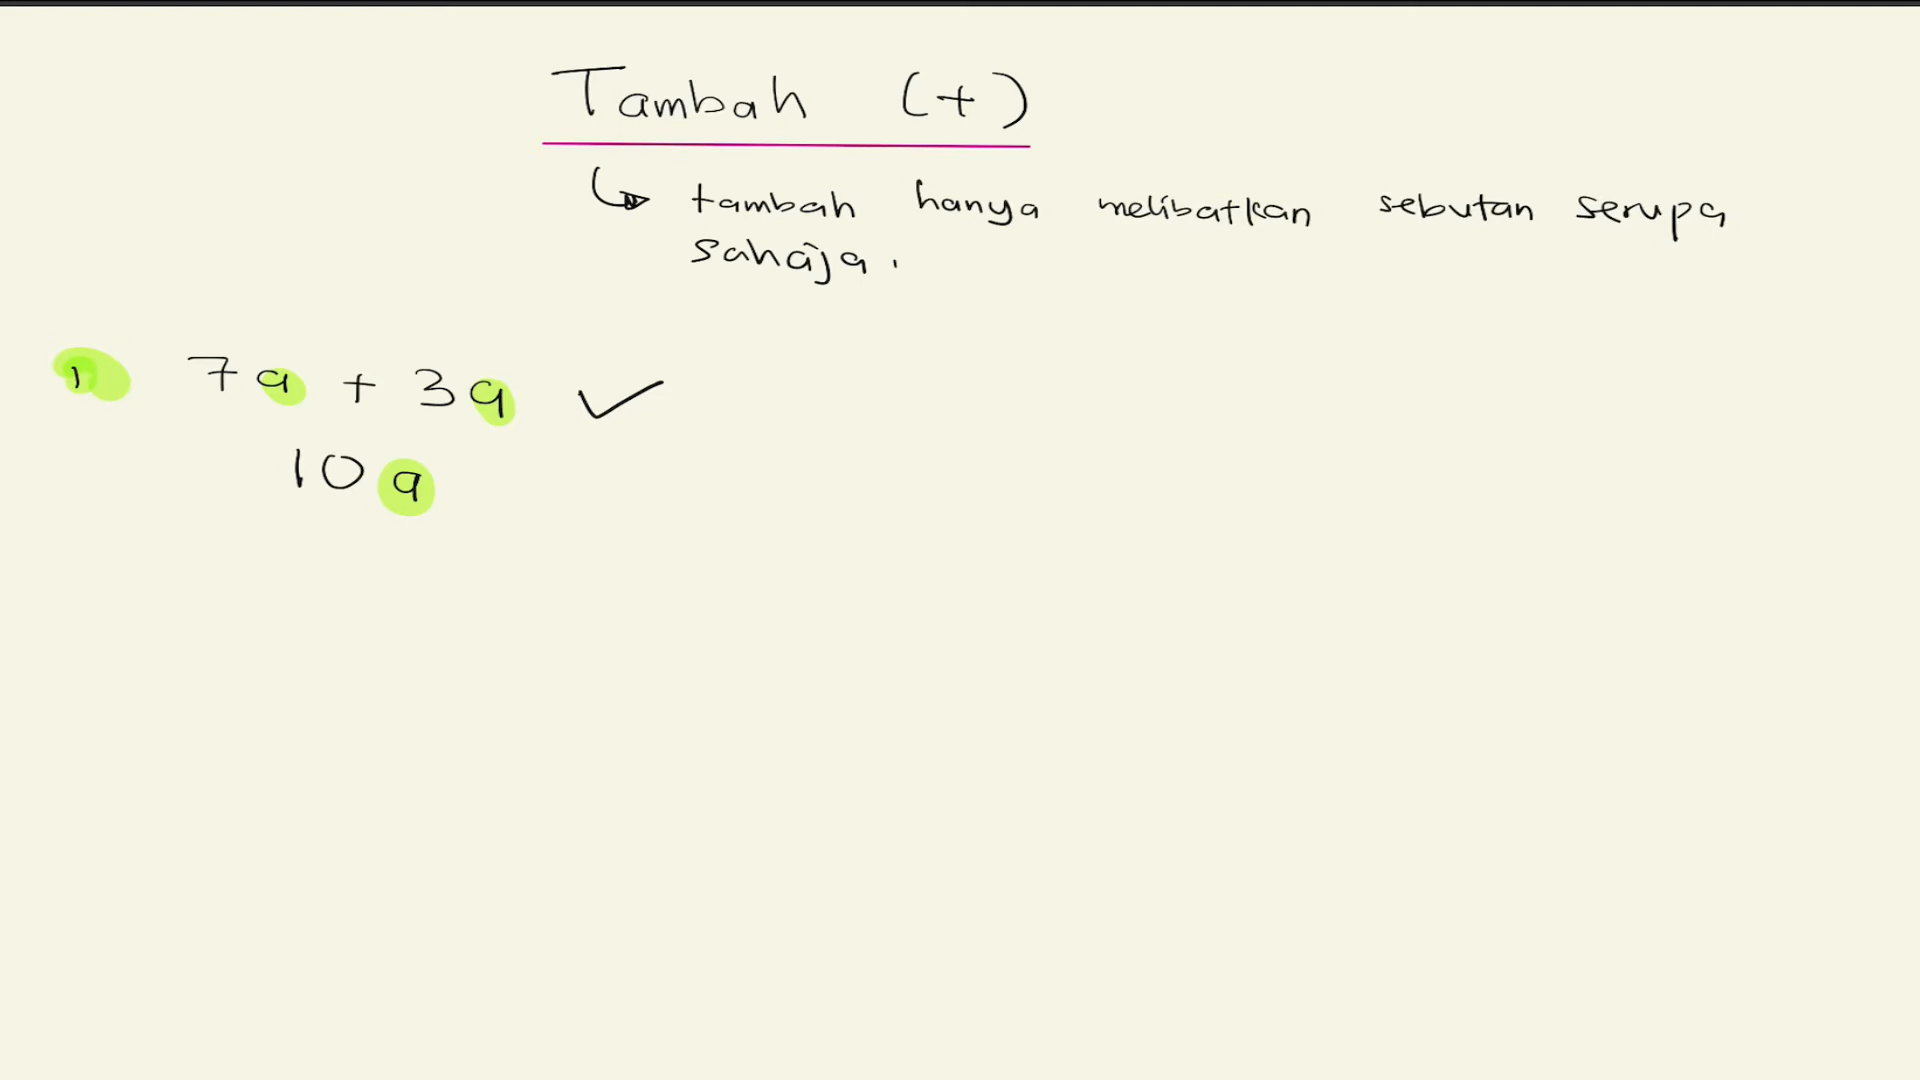 Tambah (+)
↳ tambah hanya melibatkan sebutan serupa
sahaja.
1) 7a + 3a ✓
10a